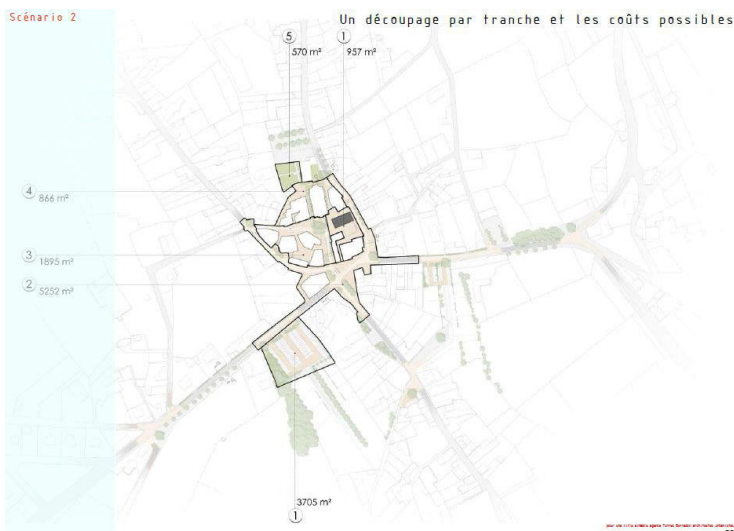 Scénario 2
Un découpage par tranche et les coûts possibles
5
570 m²
1
957 m²
4
866 m²
3
1895 m²
2
5252 m²
3705 m²
1